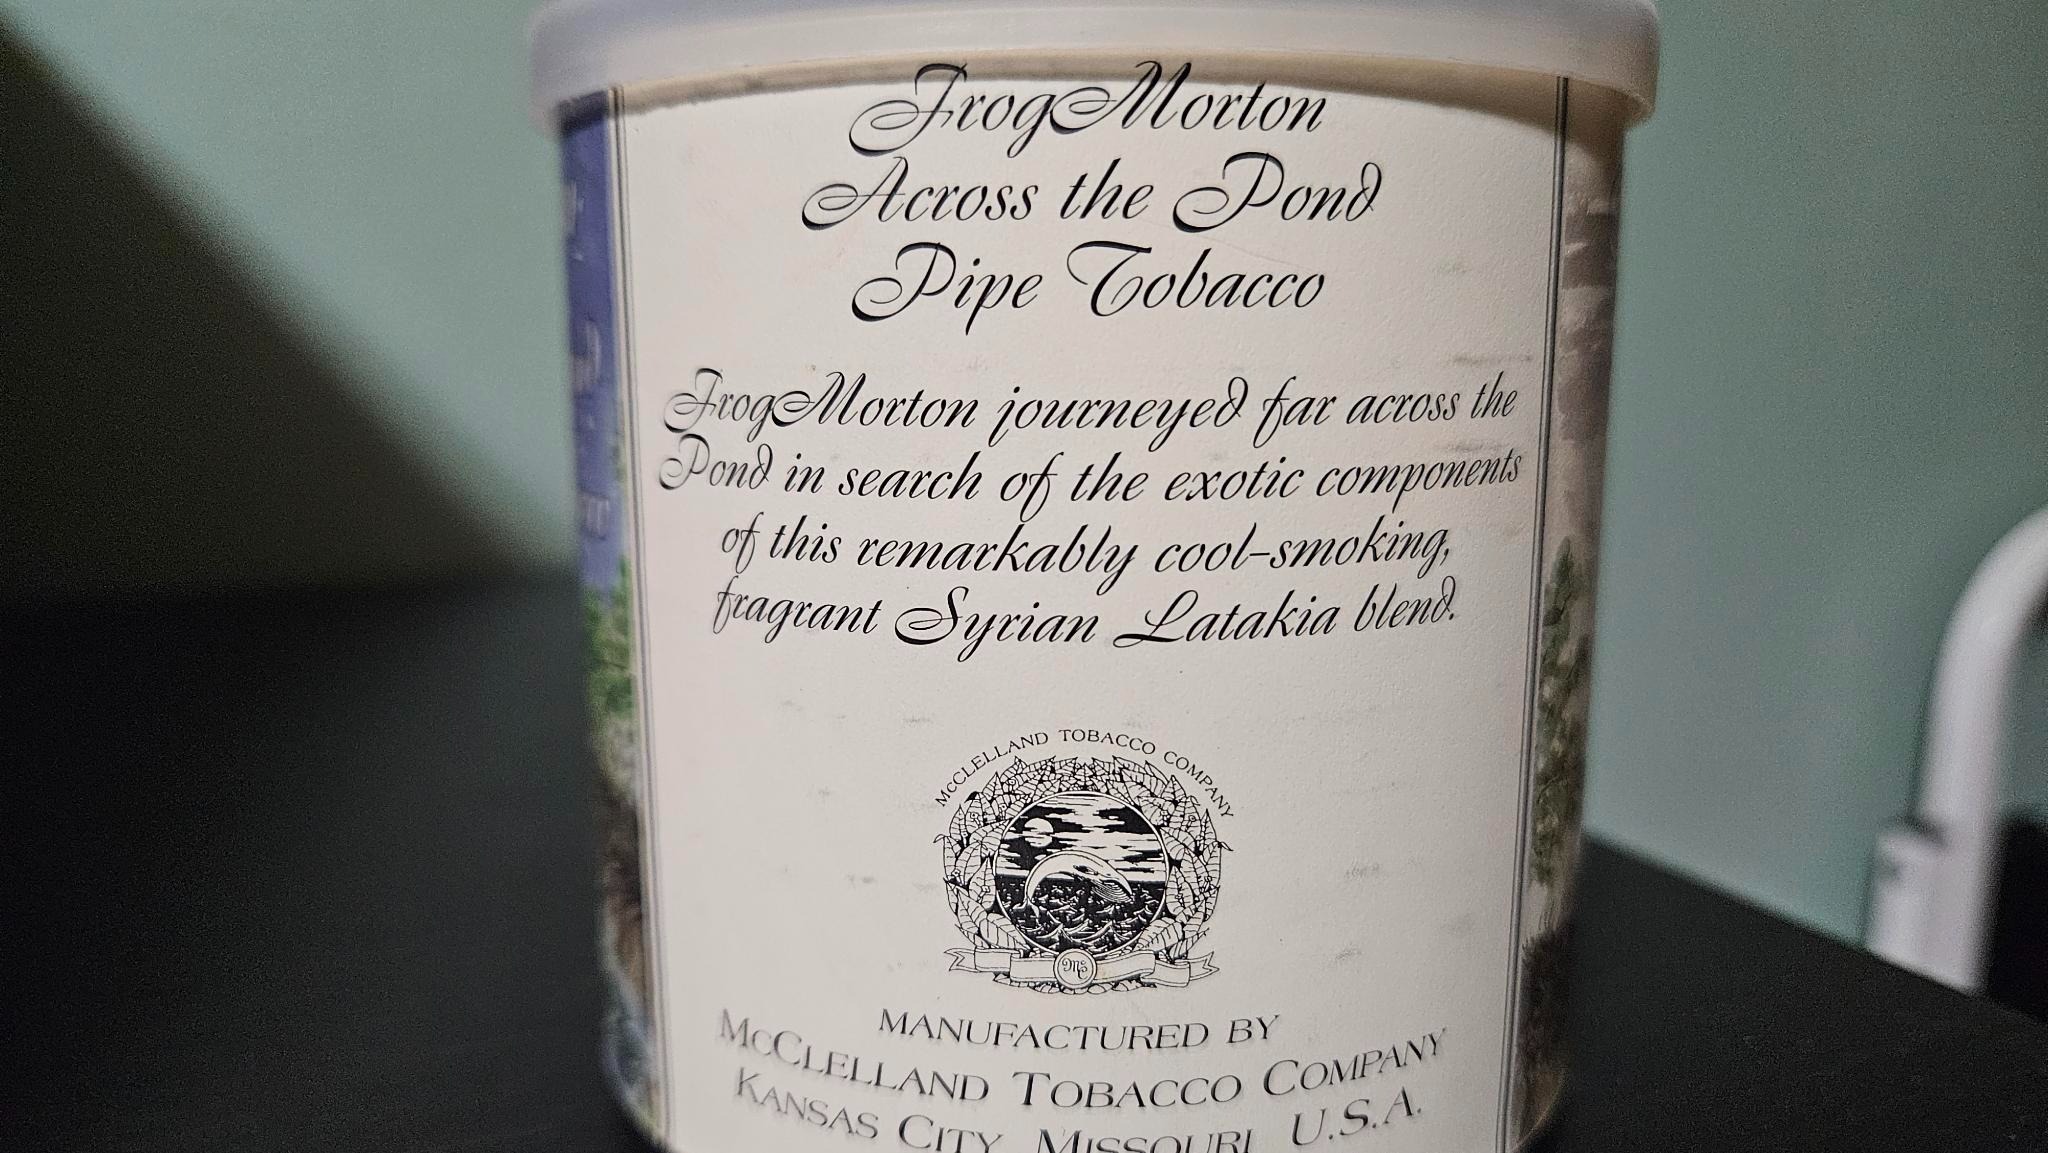 FrogMorton
Across the Pond
Pipe Tobacco
FrogMorton journeyed far across the
Pond in search of the exotic components
of this remarkably cool-smoking,
fragrant Syrian Latakia blend.
McCLELLAND TOBACCO COMPANY
Mc
MANUFACTURED BY
McCLELLAND TOBACCO COMPANY
KANSAS CITY, MISSOURI U.S.A.